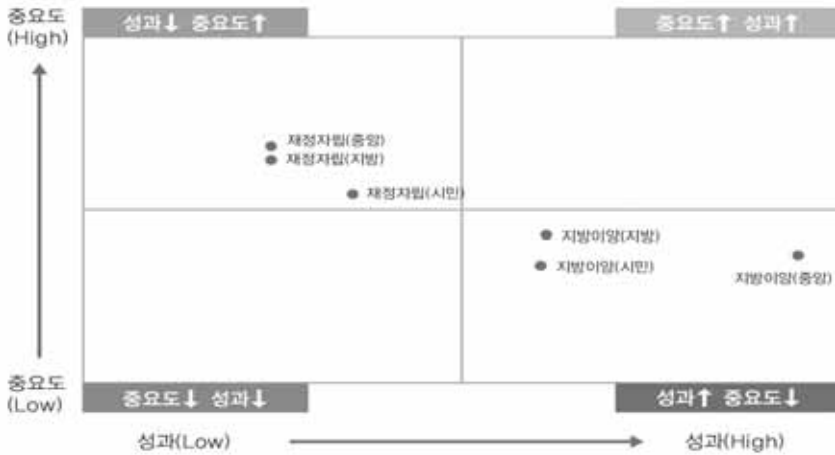 중요도
(High)
성과↓ 중요도↑
중요도↑ 성과↑
재정자립(중앙)
재정자립(지방)
재정자립(시민)
지방이양(지방)
지방이양(시민)
지방이양(중앙)
중요도
(Low)
중요도↓ 성과↓
성과↑ 중요도↓
성과(Low)
성과(High)